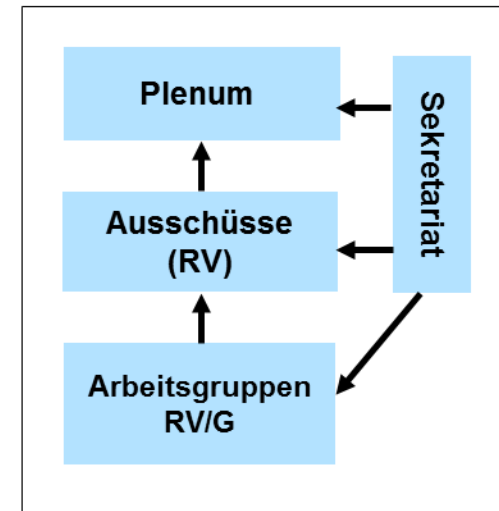 Plenum
Sekretariat
Ausschüsse
(RV)
Arbeitsgruppen
RV/G